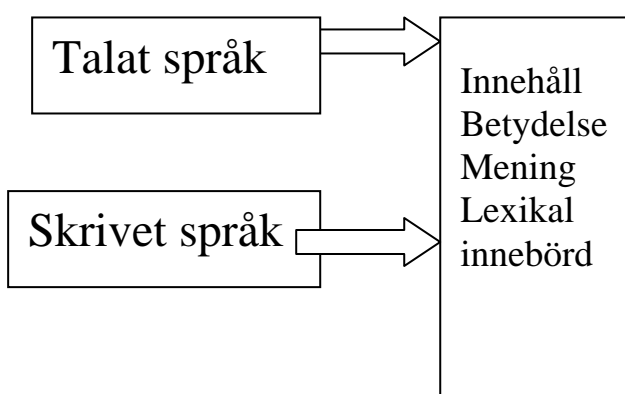 Talat språk
Skrivet språk
Innehåll
Betydelse
Mening
Lexikal
innebörd